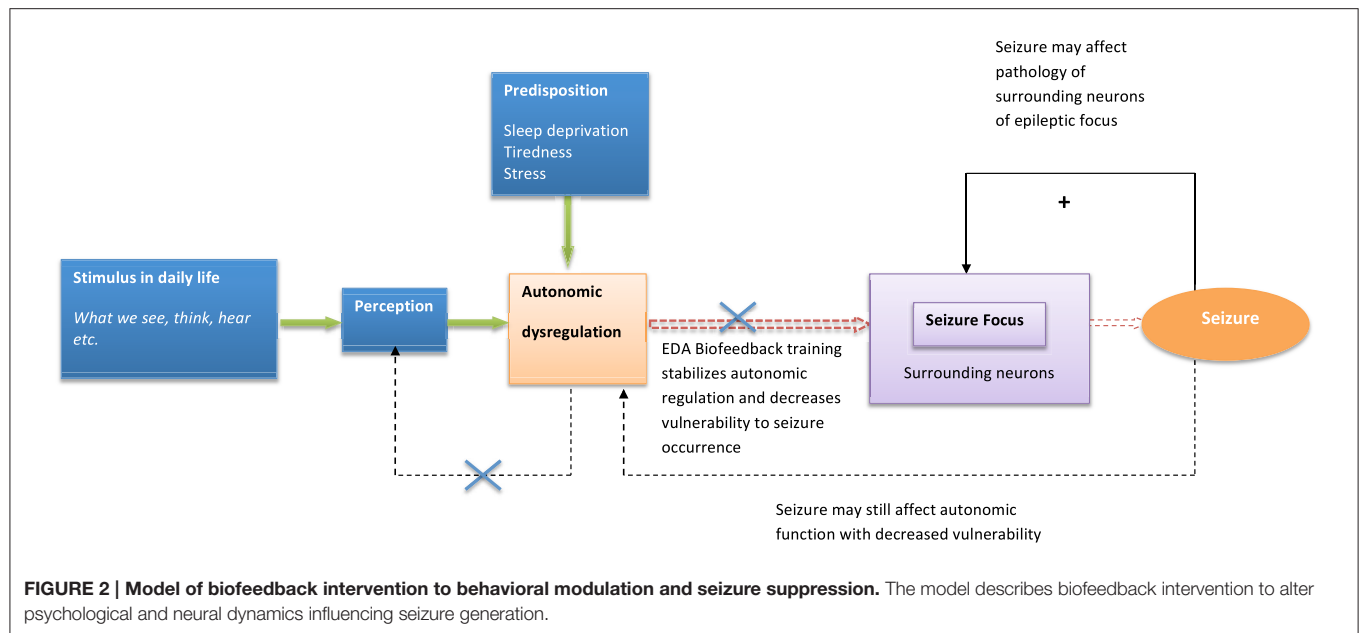 Seizure may affect
pathology of
surrounding neurons
of epileptic focus
Predisposition
Sleep deprivation
Tiredness
Stress
+
Stimulus in daily life
What we see, think, hear
etc.
Perception
Autonomic
dysregulation
Seizure Focus
Surrounding neurons
Seizure
EDA Biofeedback training
stabilizes autonomic
regulation and decreases
vulnerability to seizure
occurrence
Seizure may still affect autonomic
function with decreased vulnerability
FIGURE 2 | Model of biofeedback intervention to behavioral modulation and seizure suppression. The model describes biofeedback intervention to alter
psychological and neural dynamics influencing seizure generation.